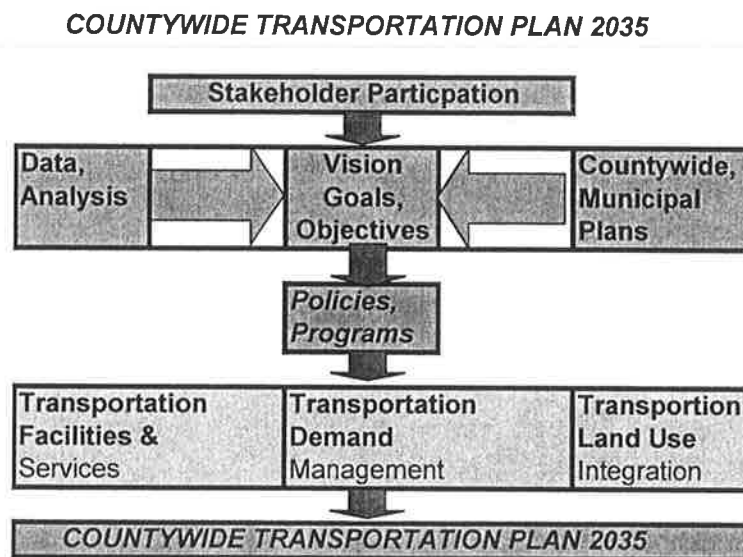 COUNTYWIDE TRANSPORTATION PLAN 2035
Stakeholder Particpation
Data,
Analysis
Vision
Goals,
Objectives
Countywide,
Municipal
Plans
Policies,
Programs
Transportation
Facilities &
Services
Transportation
Demand
Management
Transportion
Land Use
Integration
COUNTYWIDE TRANSPORTATION PLAN 2035